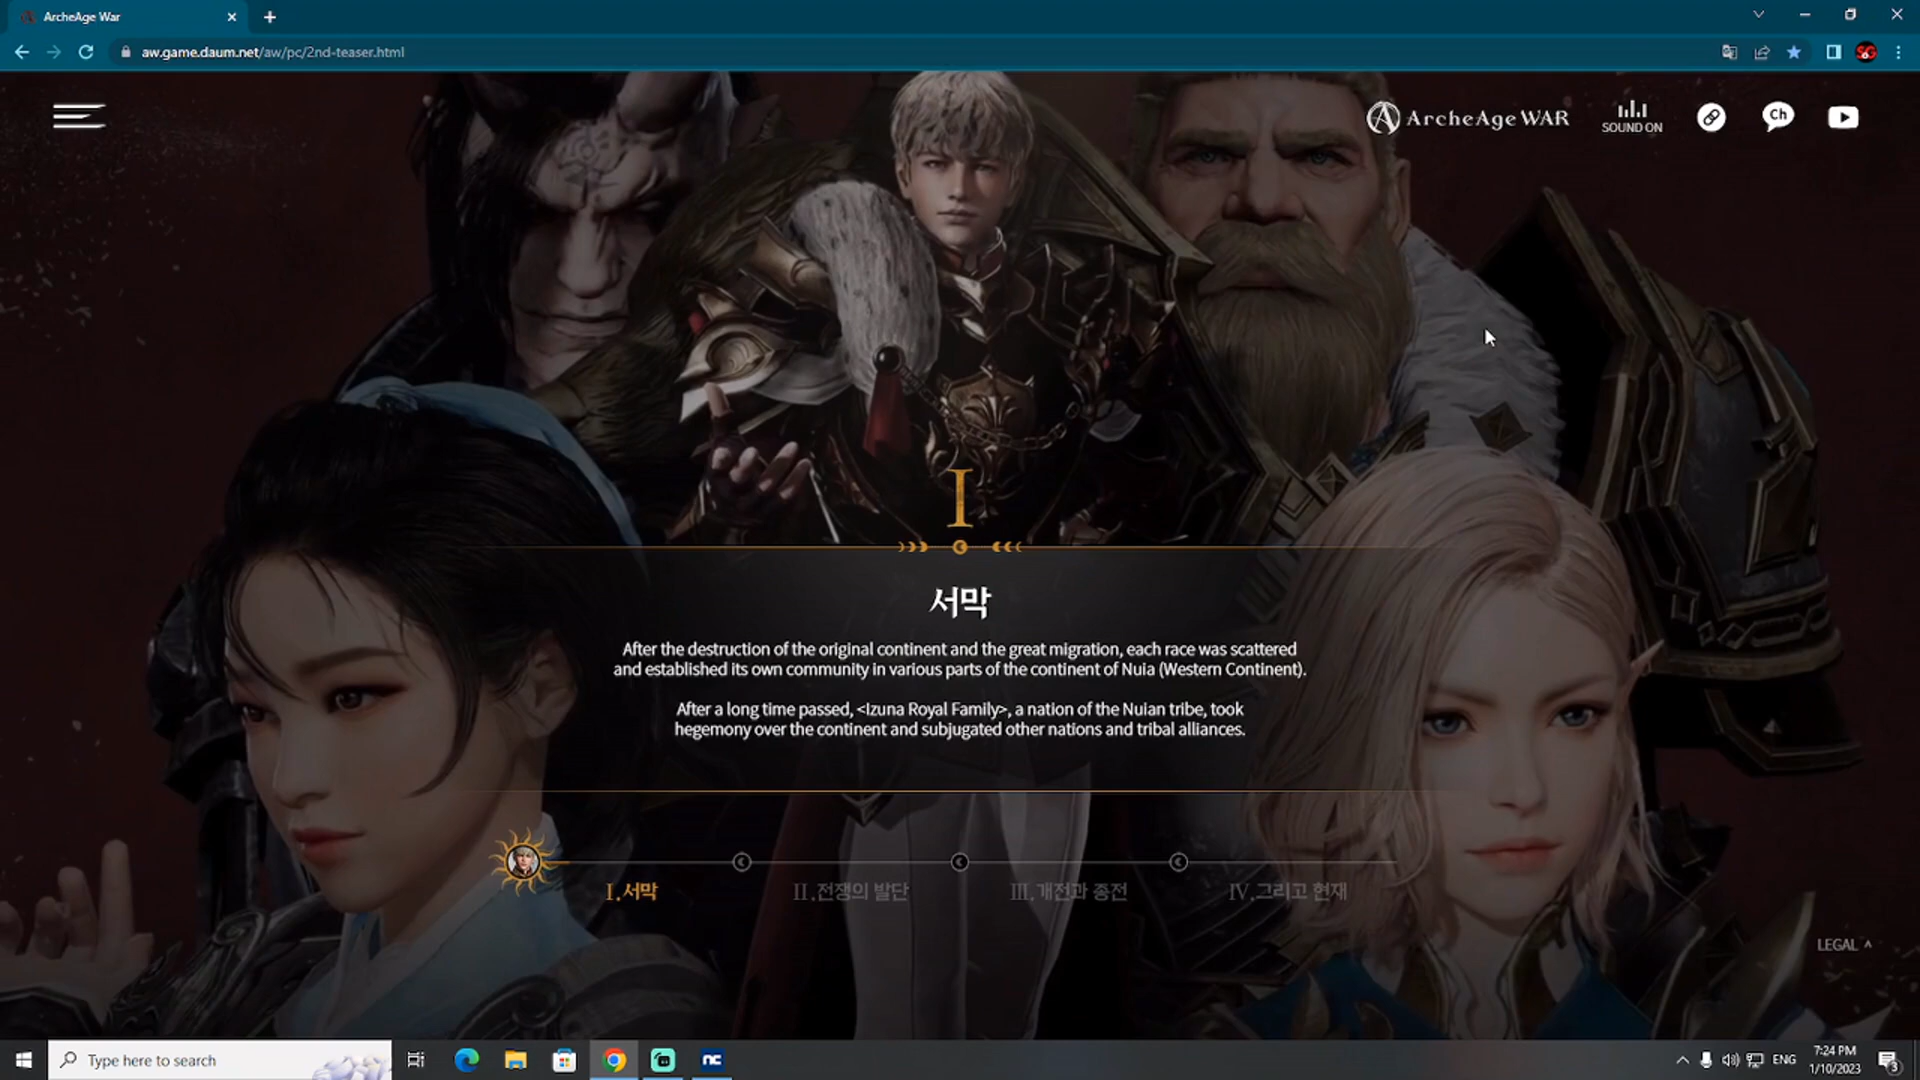 ArcheAge War
aw.game.daum.net/aw/pc/2nd-teaser.html
ArcheAge WAR
SOUND ON
Ch
I
서막
After the destruction of the original continent and the great migration, each race was scattered
and established its own community in various parts of the continent of Nuia (Western Continent).
After a long time passed, <Izuna Royal Family>, a nation of the Nuian tribe, took
hegemony over the continent and subjugated other nations and tribal alliances.
I.서막
II.전쟁의 발단
III.개전과 종전
IV.그리고 현재
LEGAL ^
Type here to search
nc
ENG
7:24 PM
1/10/2023
3